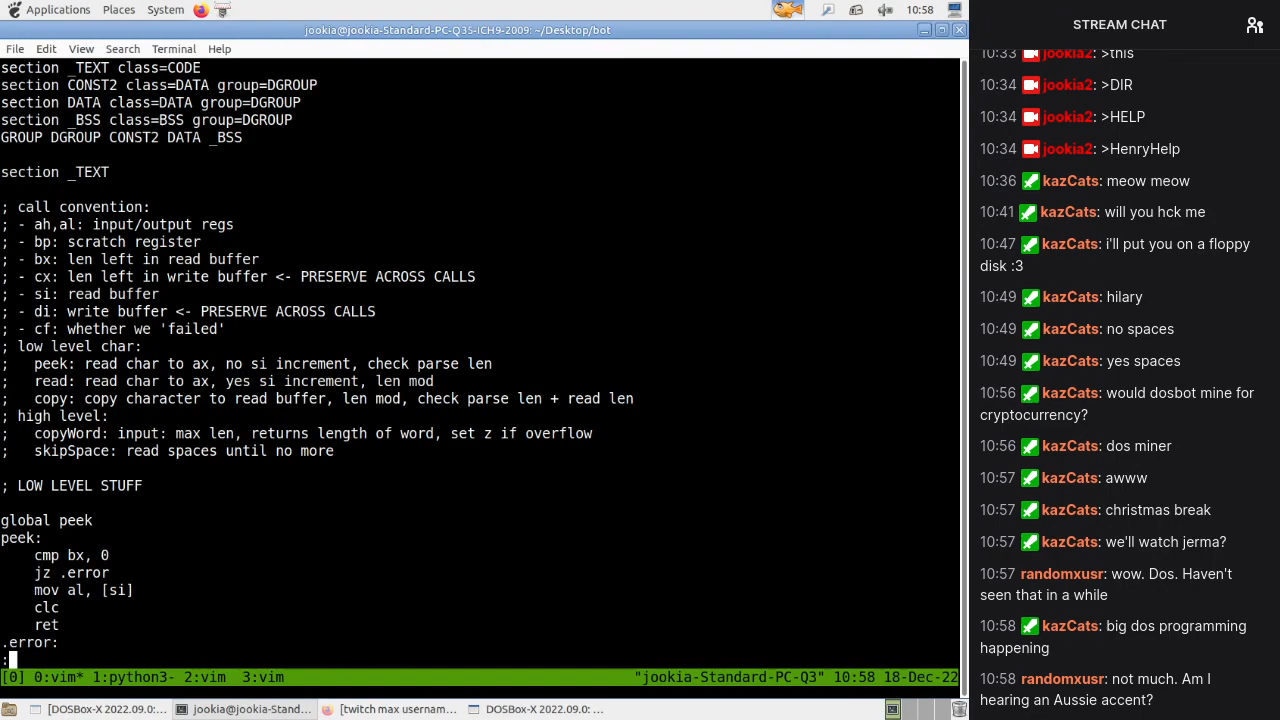 Applications Places System 10:58
jookia@jookia-Standard-PC-Q35-ICH9-2009: ~/Desktop/bot
File Edit View Search Terminal Help
section _TEXT class=CODE
section CONST2 class=DATA group=DGROUP
section DATA class=DATA group=DGROUP
section _BSS class=BSS group=DGROUP
GROUP DGROUP CONST2 DATA _BSS
section _TEXT
; call convention:
; - ah,al: input/output regs
; - bp: scratch register
; - bx: len left in read buffer
; - cx: len left in write buffer <- PRESERVE ACROSS CALLS
; - si: read buffer
; - di: write buffer <- PRESERVE ACROSS CALLS
; - cf: whether we 'failed'
; low level char:
;   peek: read char to ax, no si increment, check parse len
;   read: read char to ax, yes si increment, len mod
;   copy: copy character to read buffer, len mod, check parse len + read len
; high level:
;   copyWord: input: max len, returns length of word, set z if overflow
;   skipSpace: read spaces until no more
; LOW LEVEL STUFF
global peek
peek:
    cmp bx, 0
    jz .error
    mov al, [si]
    clc
    ret
.error:
:
[0] 0:vim* 1:python3- 2:vim  3:vim "jookia-Standard-PC-Q3" 10:58 18-Dec-22
[DOSBox-X 2022.09.0:... jookia@jookia-Stand... [twitch max usernam... DOSBox-X 2022.09.0: ...
STREAM CHAT
10:33 jookia2: >this
10:34 jookia2: >DIR
10:34 jookia2: >HELP
10:34 jookia2: >HenryHelp
10:36 kazCats: meow meow
10:41 kazCats: will you hck me
10:47 kazCats: i'll put you on a floppy
disk :3
10:49 kazCats: hilary
10:49 kazCats: no spaces
10:49 kazCats: yes spaces
10:56 kazCats: would dosbot mine for
cryptocurrency?
10:56 kazCats: dos miner
10:57 kazCats: awww
10:57 kazCats: christmas break
10:57 kazCats: we'll watch jerma?
10:57 randomxusr: wow. Dos. Haven't
seen that in a while
10:58 kazCats: big dos programming
happening
10:58 randomxusr: not much. Am I
hearing an Aussie accent?